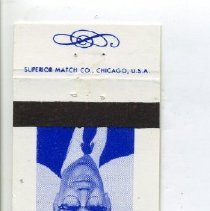 SUPERIOR MATCH CO., CHICAGO, U.S.A.